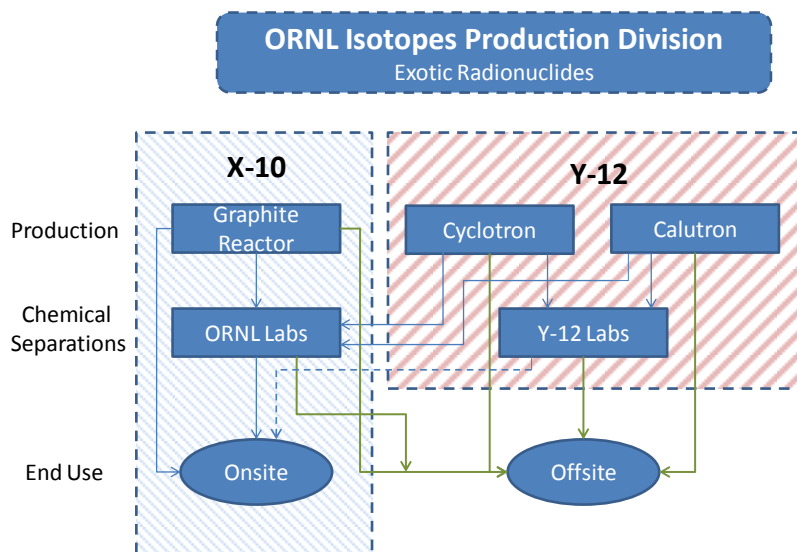 ORNL Isotopes Production Division
Exotic Radionuclides
X-10
Y-12
Production
Graphite
Reactor
Cyclotron
Calutron
Chemical
Separations
ORNL Labs
Y-12 Labs
End Use
Onsite
Offsite